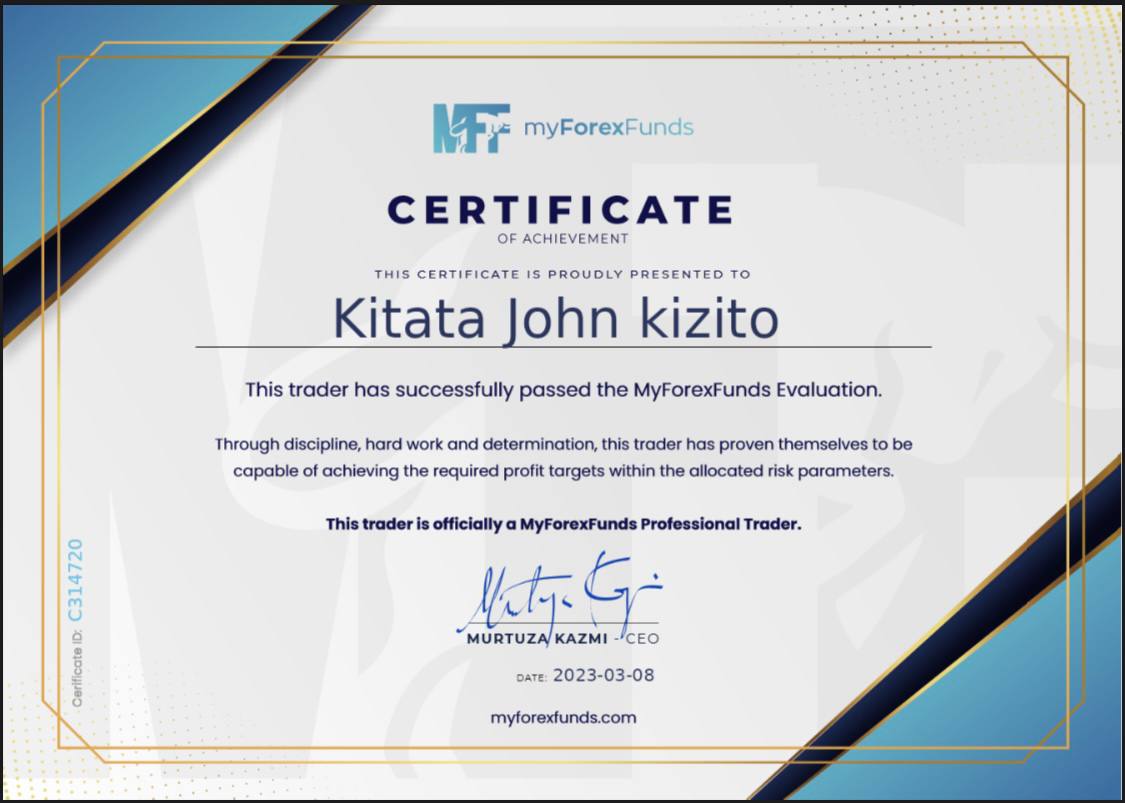 MFF myForexFunds
CERTIFICATE
OF ACHIEVEMENT
THIS CERTIFICATE IS PROUDLY PRESENTED TO
Kitata John kizito
This trader has successfully passed the MyForexFunds Evaluation.
Through discipline, hard work and determination, this trader has proven themselves to be
capable of achieving the required profit targets within the allocated risk parameters.
This trader is officially a MyForexFunds Professional Trader.
MURTUZA KAZMI - CEO
DATE: 2023-03-08
myforexfunds.com
Cerificate ID: C314720